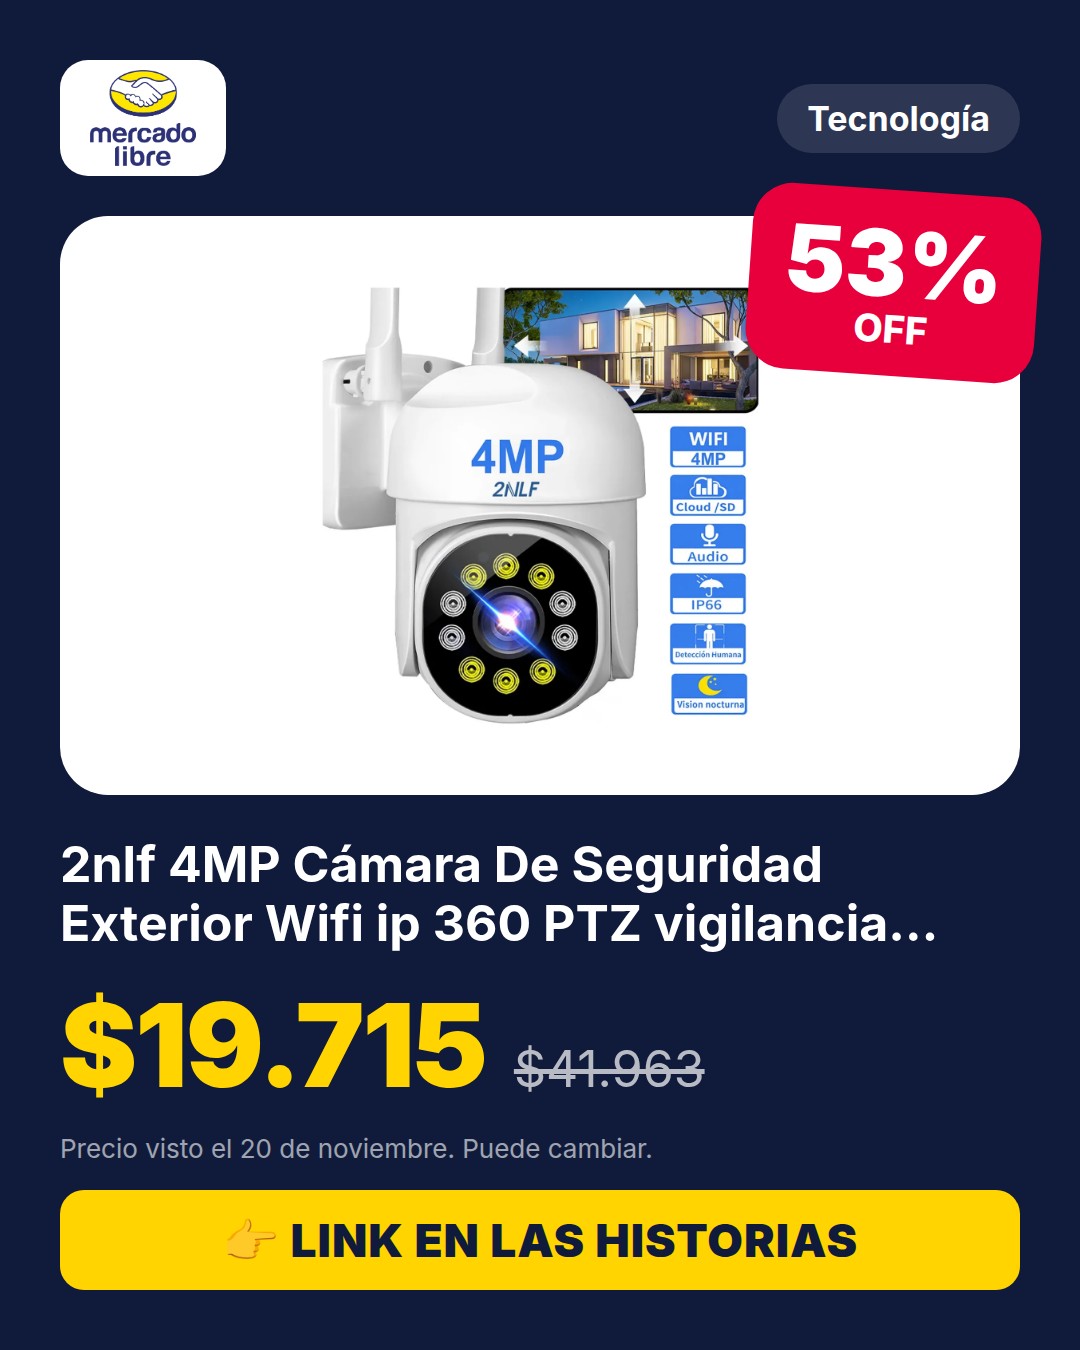 mercado
libre
Tecnología
53%
OFF
4MP
2NLF
WIFI
4MP
Cloud /SD
Audio
IP66
Detección Humana
Vision nocturna
2nlf 4MP Cámara De Seguridad
Exterior Wifi ip 360 PTZ vigilancia...
$19.715 $41.963
Precio visto el 20 de noviembre. Puede cambiar.
👉 LINK EN LAS HISTORIAS